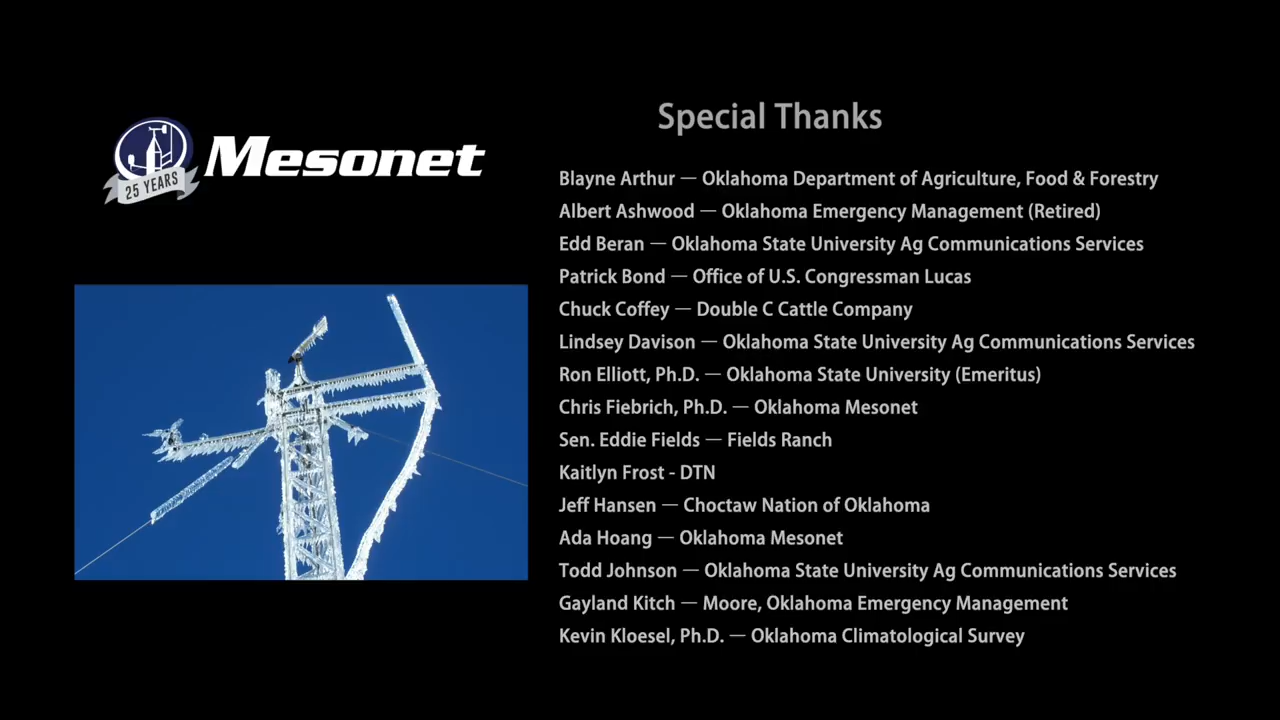 25 YEARS
Mesonet
Special Thanks
Blayne Arthur — Oklahoma Department of Agriculture, Food & Forestry
Albert Ashwood — Oklahoma Emergency Management (Retired)
Edd Beran — Oklahoma State University Ag Communications Services
Patrick Bond — Office of U.S. Congressman Lucas
Chuck Coffey — Double C Cattle Company
Lindsey Davison — Oklahoma State University Ag Communications Services
Ron Elliott, Ph.D. — Oklahoma State University (Emeritus)
Chris Fiebrich, Ph.D. — Oklahoma Mesonet
Sen. Eddie Fields — Fields Ranch
Kaitlyn Frost - DTN
Jeff Hansen — Choctaw Nation of Oklahoma
Ada Hoang — Oklahoma Mesonet
Todd Johnson — Oklahoma State University Ag Communications Services
Gayland Kitch — Moore, Oklahoma Emergency Management
Kevin Kloesel, Ph.D. — Oklahoma Climatological Survey